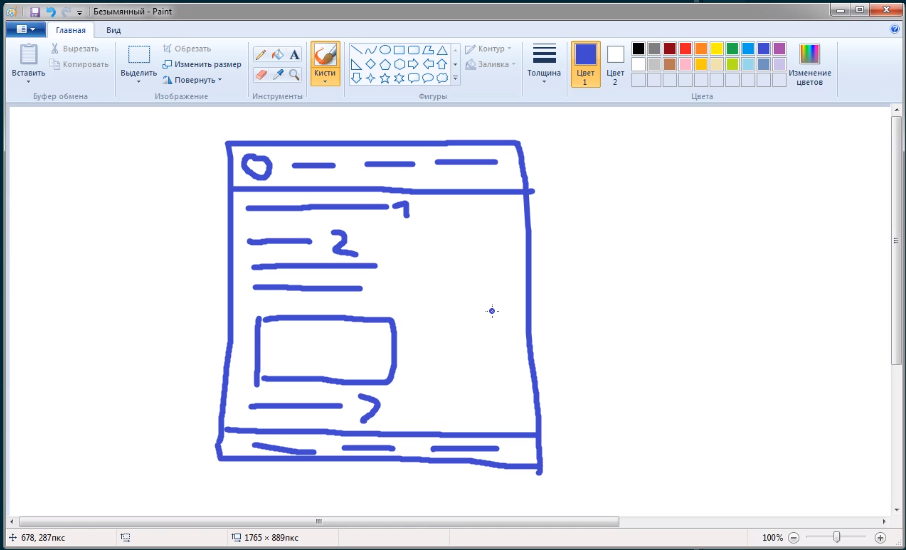 Безымянный - Paint
Главная Вид
Вставить
Вырезать
Копировать
Буфер обмена
Выделить
Обрезать
Изменить размер
Повернуть
Изображение
A
Инструменты
Кисти
Фигуры
Контур
Заливка
Толщина
Цвет 1
Цвет 2
Изменение цветов
Цвета
1
2
678, 287пкс
1765 × 889пкс
100%